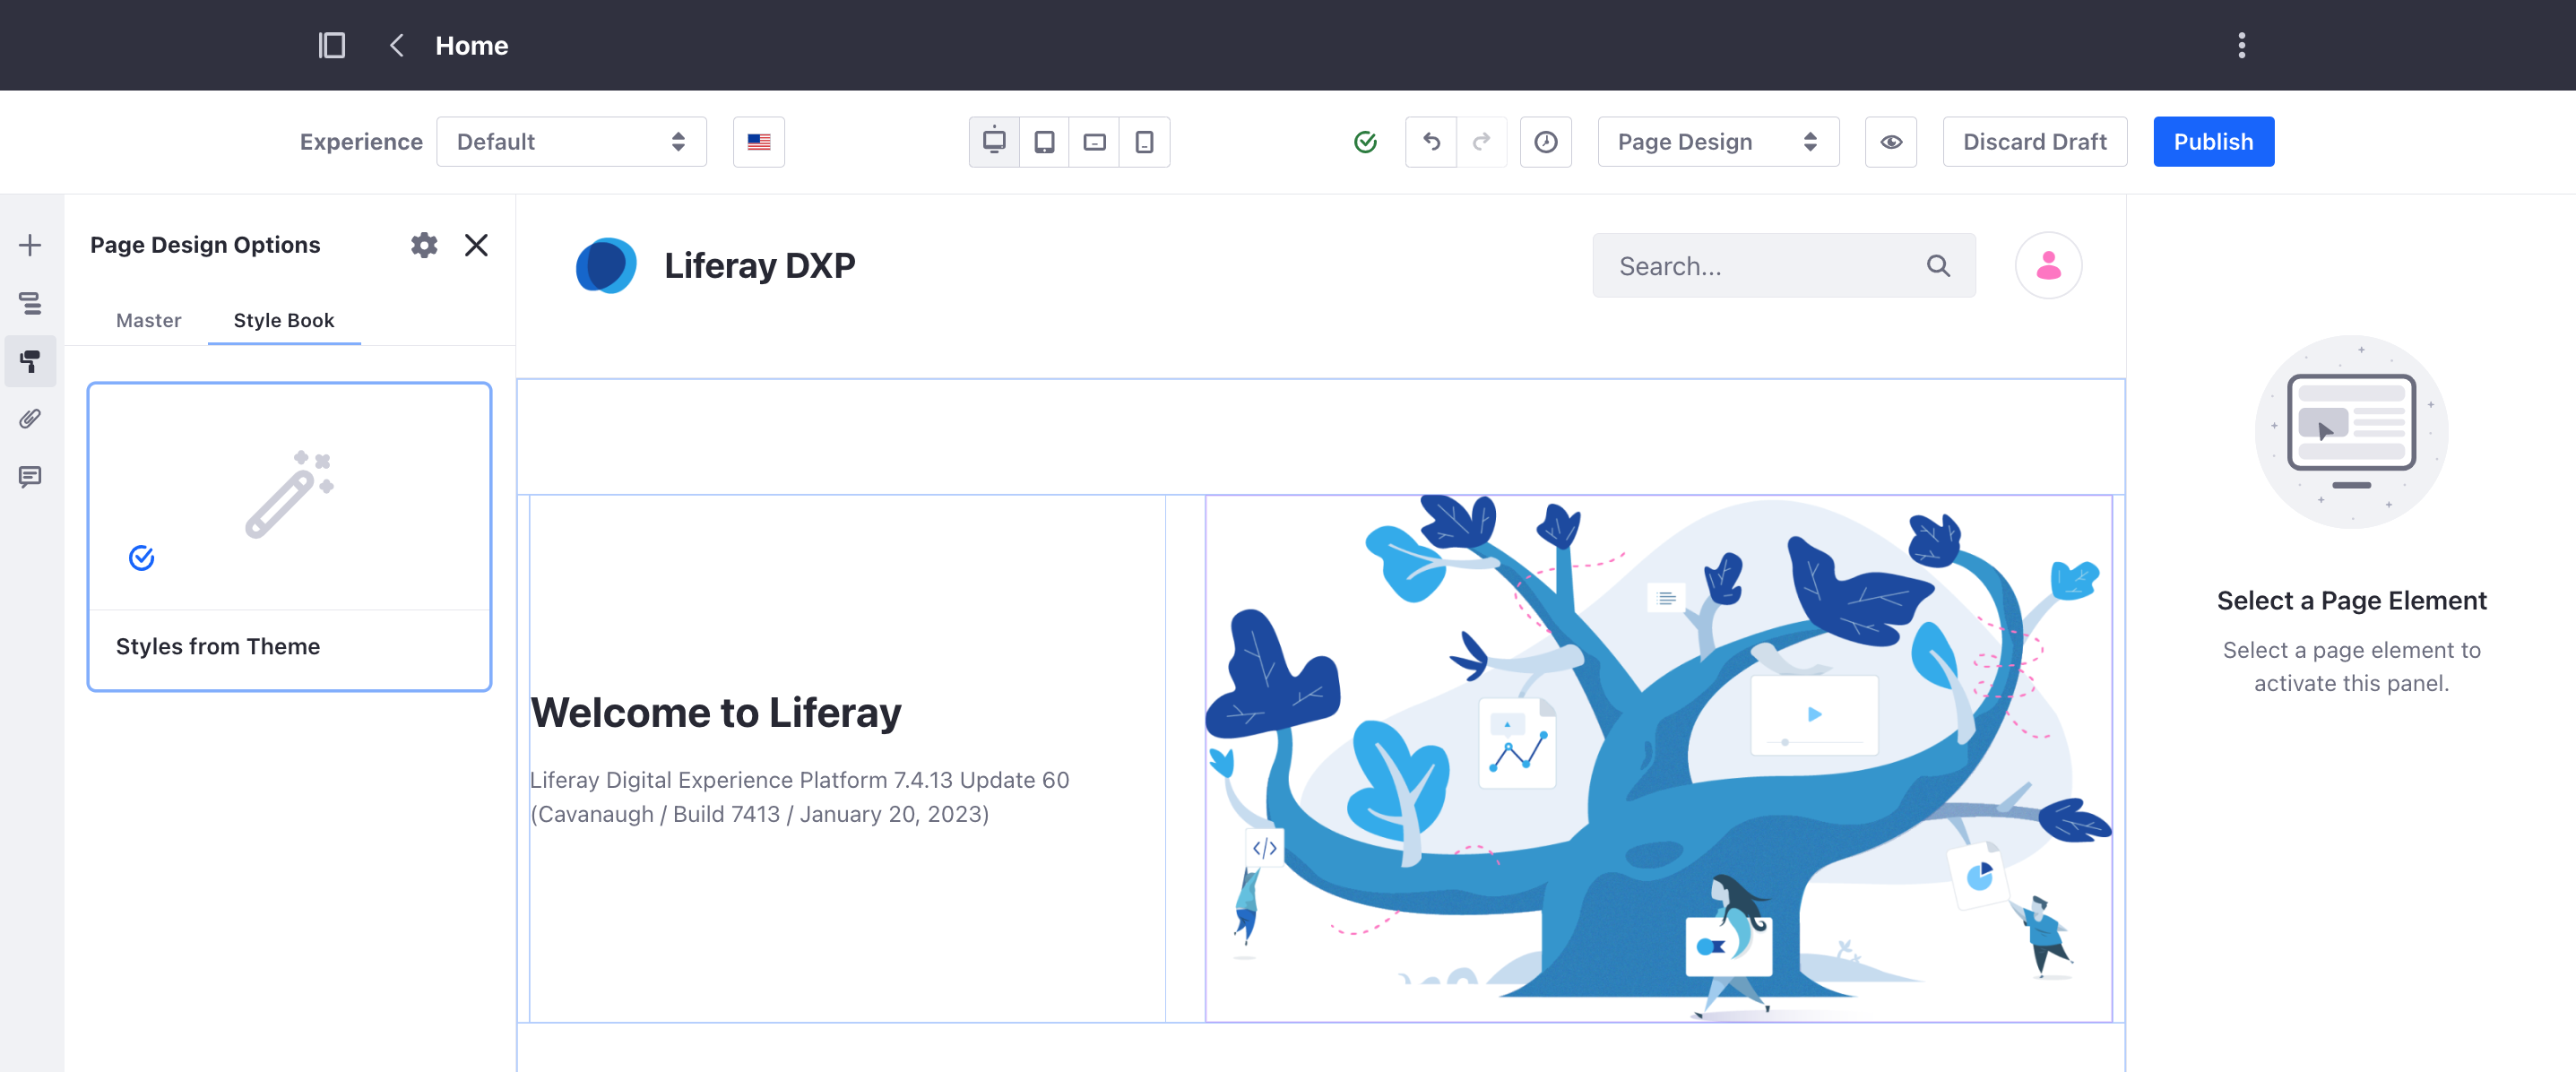 Home
Experience
Default
Page Design
Discard Draft
Publish
Page Design Options
Master
Style Book
Styles from Theme
Liferay DXP
Search...
Welcome to Liferay
Liferay Digital Experience Platform 7.4.13 Update 60
(Cavanaugh / Build 7413 / January 20, 2023)
</>
Select a Page Element
Select a page element to
activate this panel.